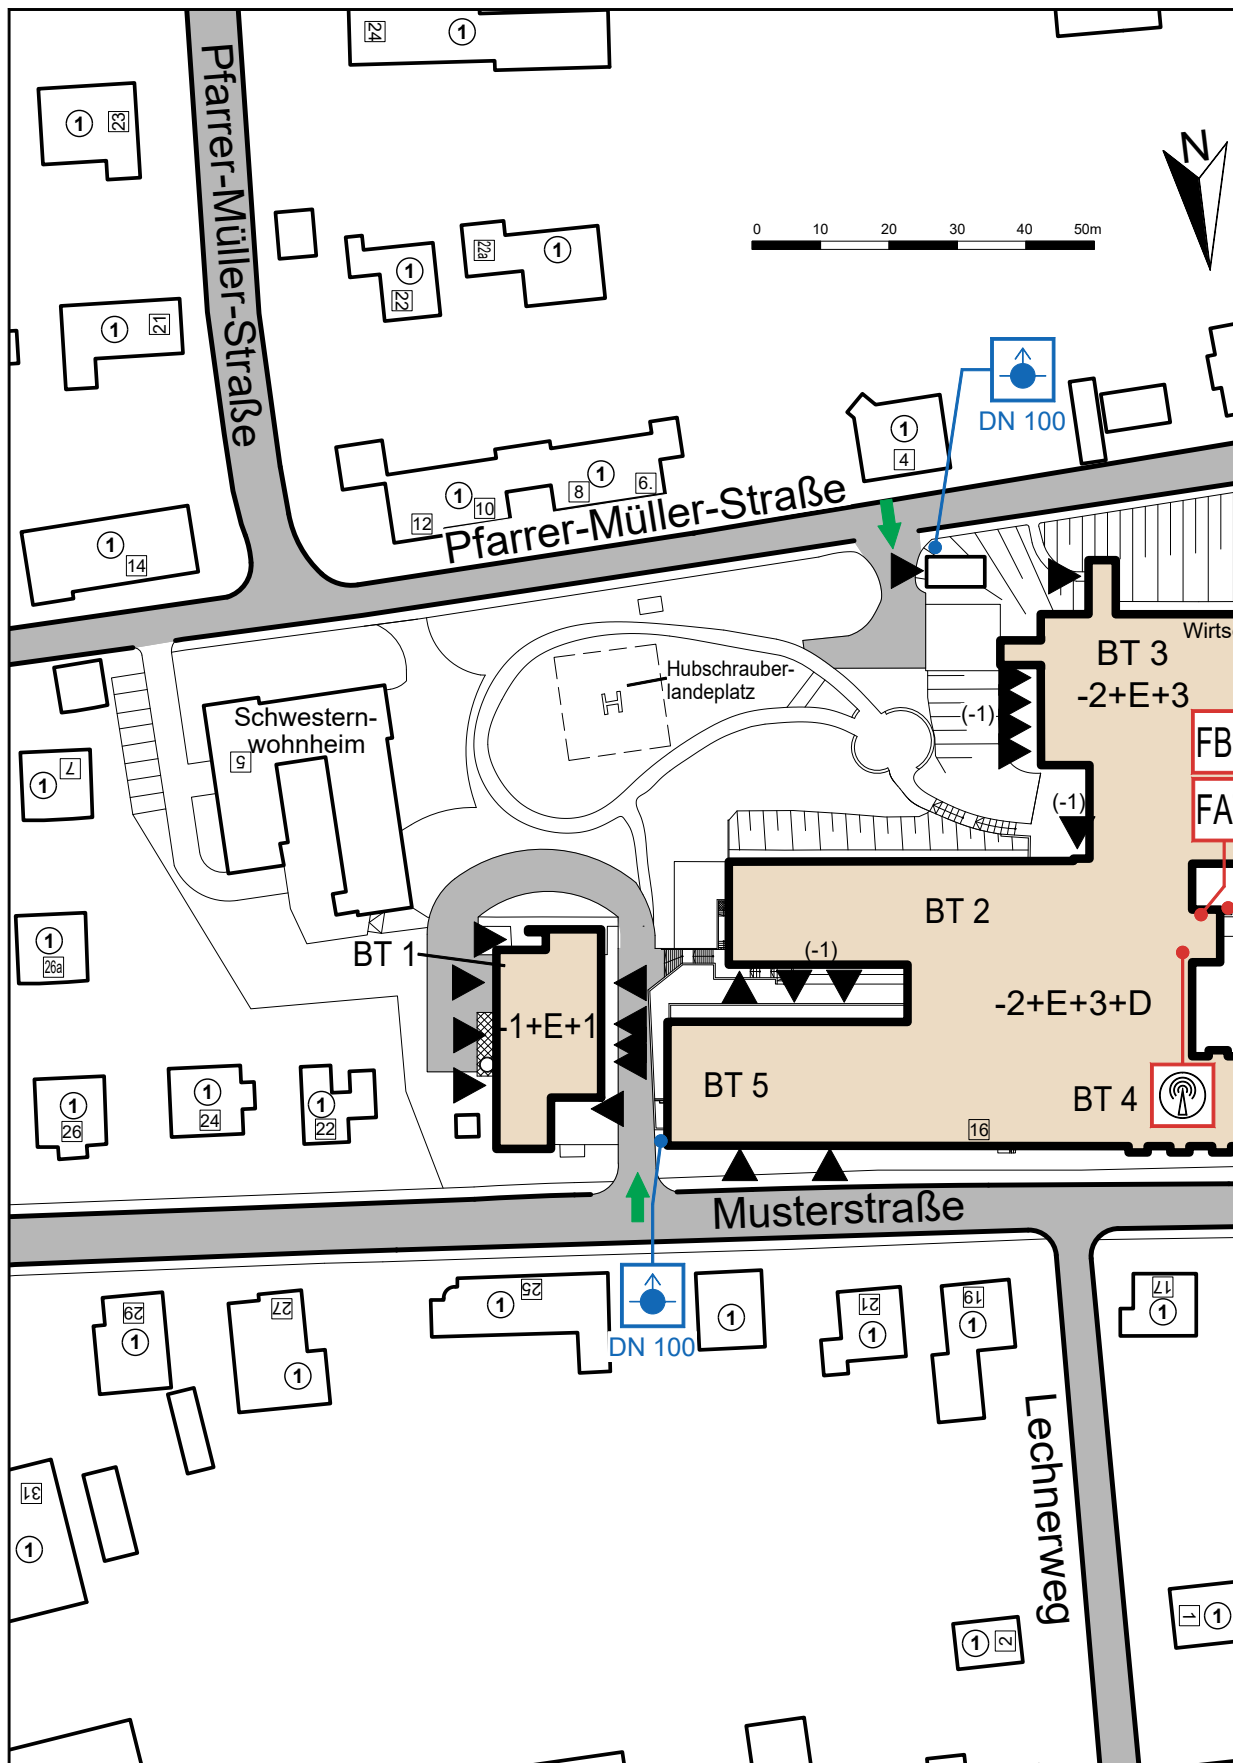 24
1
Pfarrer-Müller-Straße
1
23
N
0 10 20 30 40 50m
22a
1
1
22
1
21
DN 100
1
4
1
8
6.
1
10
12
Pfarrer-Müller-Straße
1
14
Wirts
BT 3
-2+E+3
Hubschrauber-
landeplatz
H
Schwestern-
wohnheim
5
(-1)
FB
7
1
FA
(-1)
BT 2
1
26a
BT 1
(-1)
-2+E+3+D
-1+E+1
BT 5
BT 4
1
26
1
24
1
22
16
Musterstraße
DN 100
29
1
27
1
25
1
1
21
1
19
1
17
1
Lechnerweg
31
1
1
2
1
1